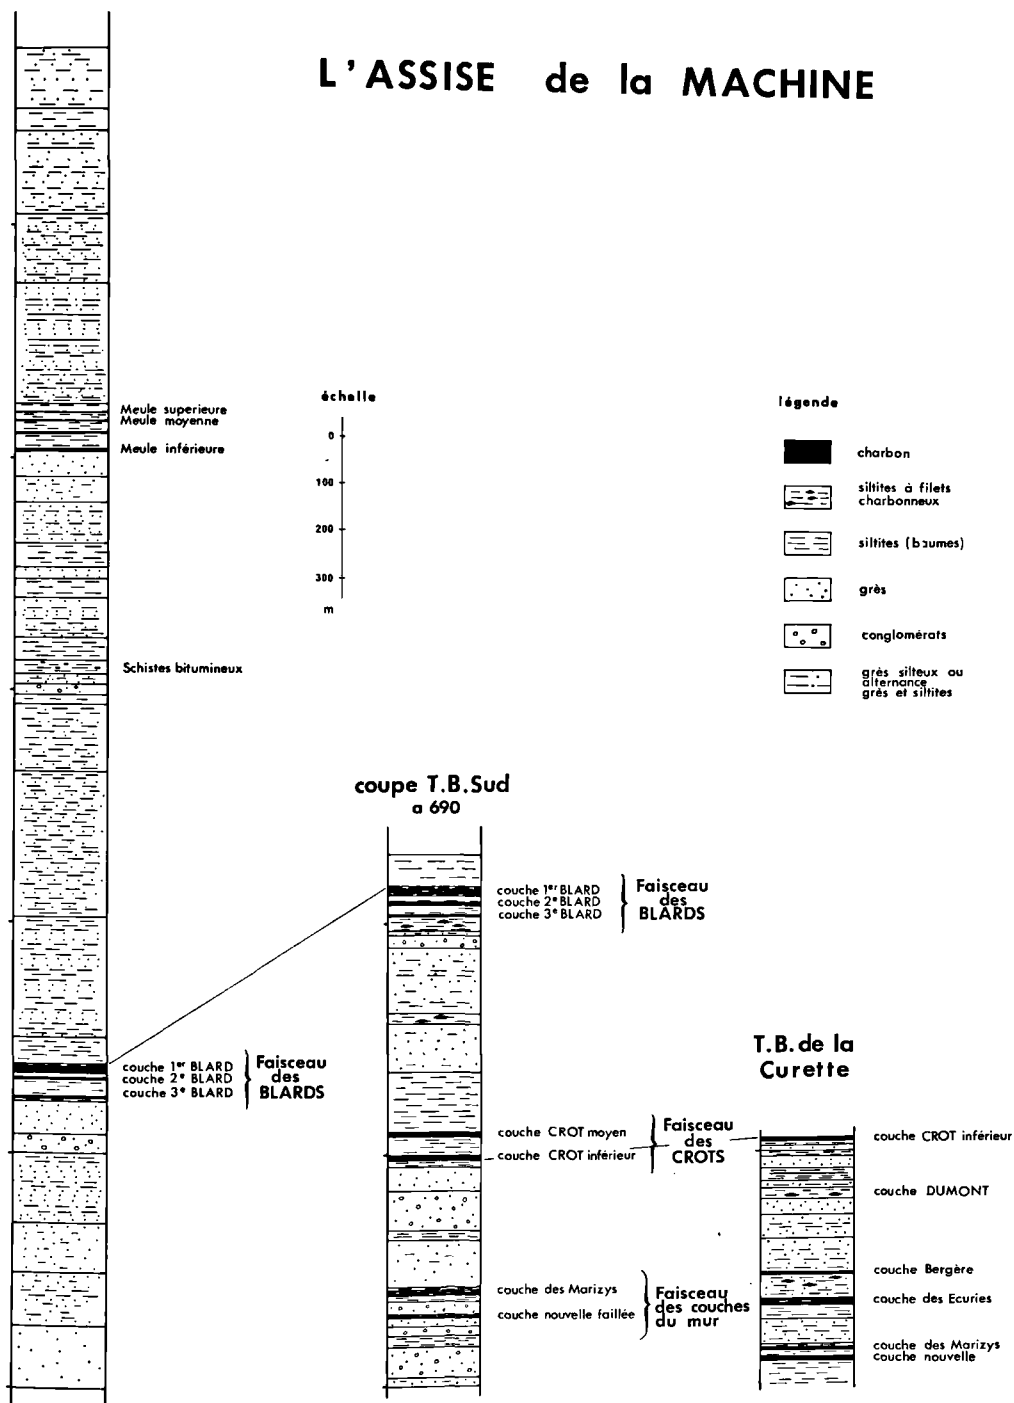 L'ASSISE de la MACHINE
Meule superieure
Meule moyenne
Meule inférieure
Schistes bitumineux
couche 1er BLARD
couche 2e BLARD
couche 3e BLARD
Faisceau
des
BLARDS
échelle
0
100
200
300
m
légende
charbon
siltites à filets
charbonneux
siltites (baumes)
grès
conglomérats
grès silteux ou
alternance
grès et siltites
coupe T.B.Sud
a 690
couche 1er BLARD
couche 2e BLARD
couche 3e BLARD
Faisceau
des
BLARDS
couche CROT moyen
couche CROT inférieur
Faisceau
des
CROTS
couche des Marizys
couche nouvelle faillée
Faisceau
des couches
du mur
T.B. de la
Curette
couche CROT inférieur
couche DUMONT
couche Bergère
couche des Ecuries
couche des Marizys
couche nouvelle